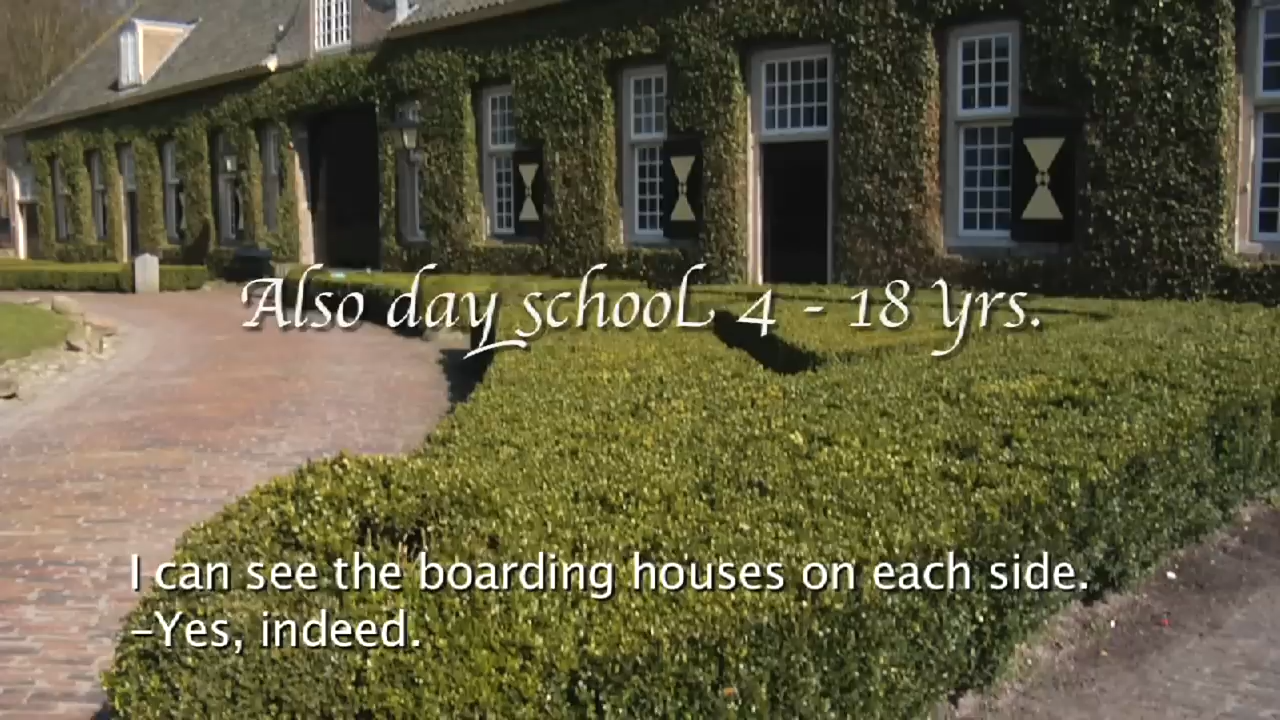 Also day school 4 - 18 yrs.
I can see the boarding houses on each side.
-Yes, indeed.